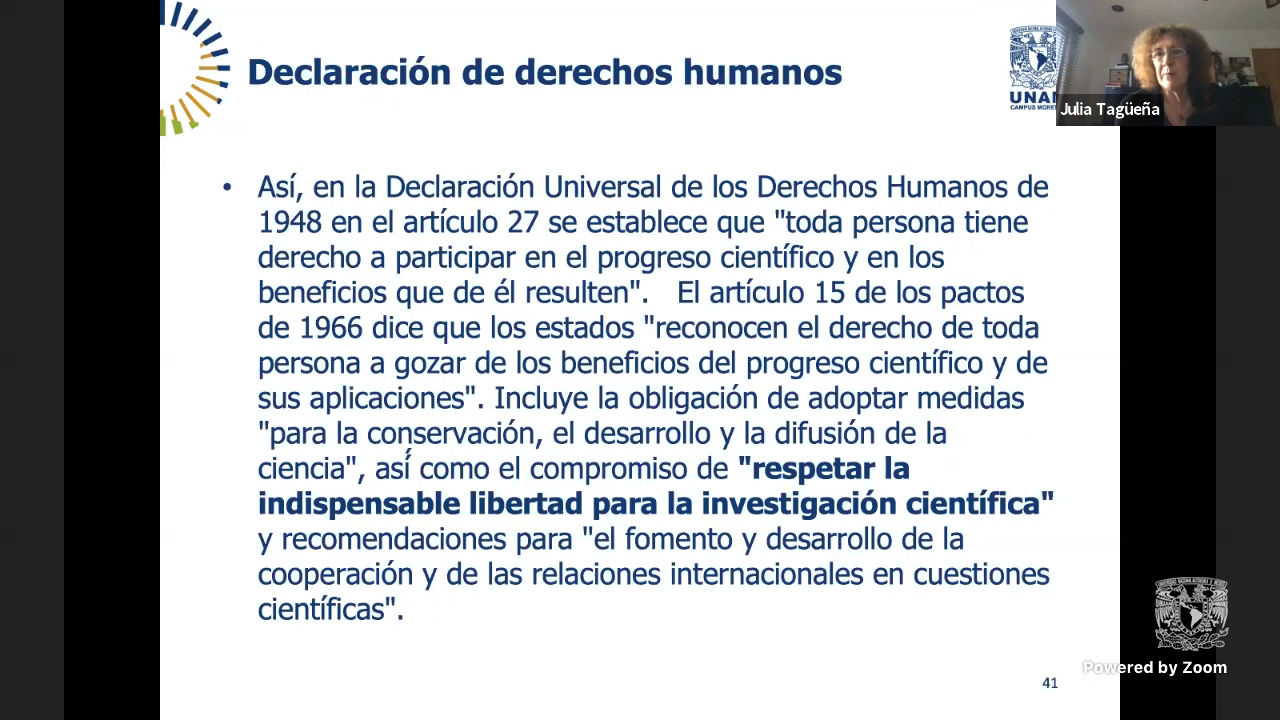 Declaración de derechos humanos
UNA
CAMPUS MORE
Julia Tagüeña
• Así, en la Declaración Universal de los Derechos Humanos de
1948 en el artículo 27 se establece que "toda persona tiene
derecho a participar en el progreso científico y en los
beneficios que de él resulten". El artículo 15 de los pactos
de 1966 dice que los estados "reconocen el derecho de toda
persona a gozar de los beneficios del progreso científico y de
sus aplicaciones". Incluye la obligación de adoptar medidas
"para la conservación, el desarrollo y la difusión de la
ciencia", así́ como el compromiso de "respetar la
indispensable libertad para la investigación científica"
y recomendaciones para "el fomento y desarrollo de la
cooperación y de las relaciones internacionales en cuestiones
científicas".
Powered by Zoom
41